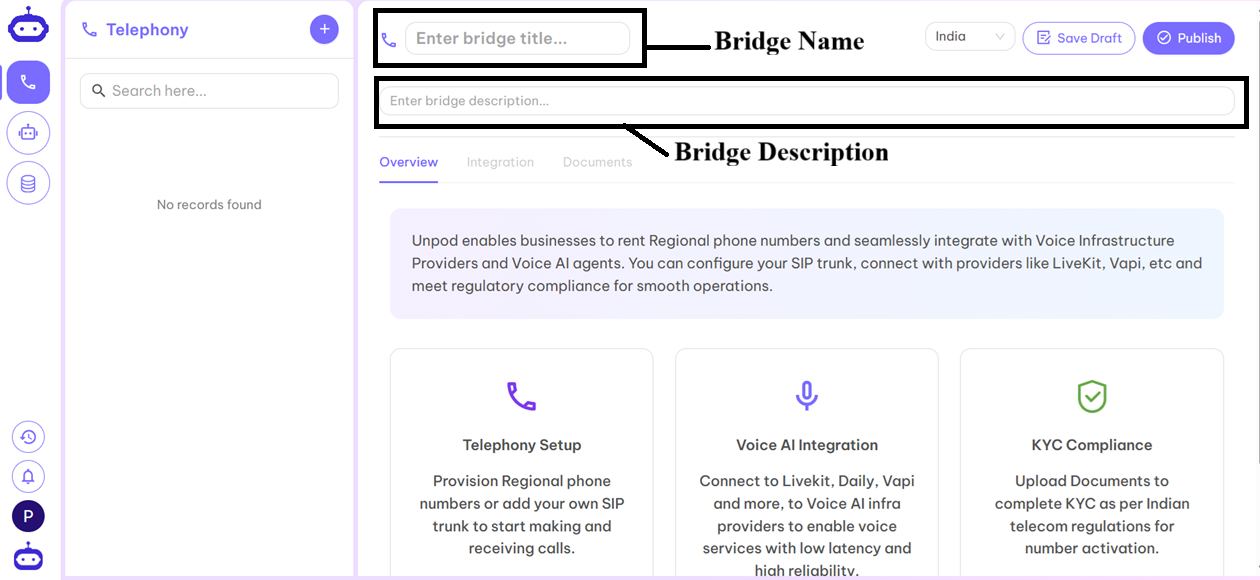 Telephony
+
Search here...
No records found
P
Enter bridge title...
Bridge Name
India
Save Draft
Publish
Enter bridge description...
Bridge Description
Overview
Integration
Documents
Unpod enables businesses to rent Regional phone numbers and seamlessly integrate with Voice Infrastructure
Providers and Voice AI agents. You can configure your SIP trunk, connect with providers like LiveKit, Vapi, etc and
meet regulatory compliance for smooth operations.
Telephony Setup
Provision Regional phone
numbers or add your own SIP
trunk to start making and
receiving calls.
Voice AI Integration
Connect to Livekit, Daily, Vapi
and more, to Voice AI infra
providers to enable voice
services with low latency and
high reliability.
KYC Compliance
Upload Documents to
complete KYC as per Indian
telecom regulations for
number activation.